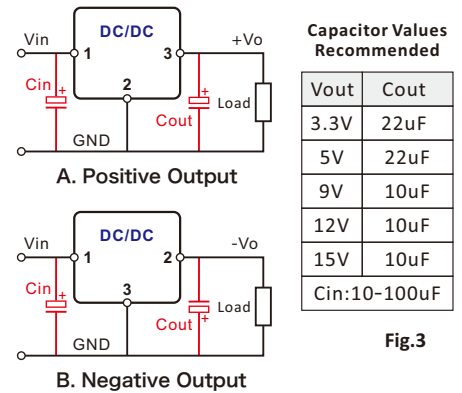 Vin
DC/DC
+Vo
1
3
Cin
+
2
+
Cout
Load
GND
A. Positive Output
Vin
DC/DC
-Vo
1
2
Cin
+
3
Cout
+
Load
GND
B. Negative Output
Capacitor Values
Recommended
Vout Cout
3.3V 22uF
5V 22uF
9V 10uF
12V 10uF
15V 10uF
Cin:10-100uF
Fig.3